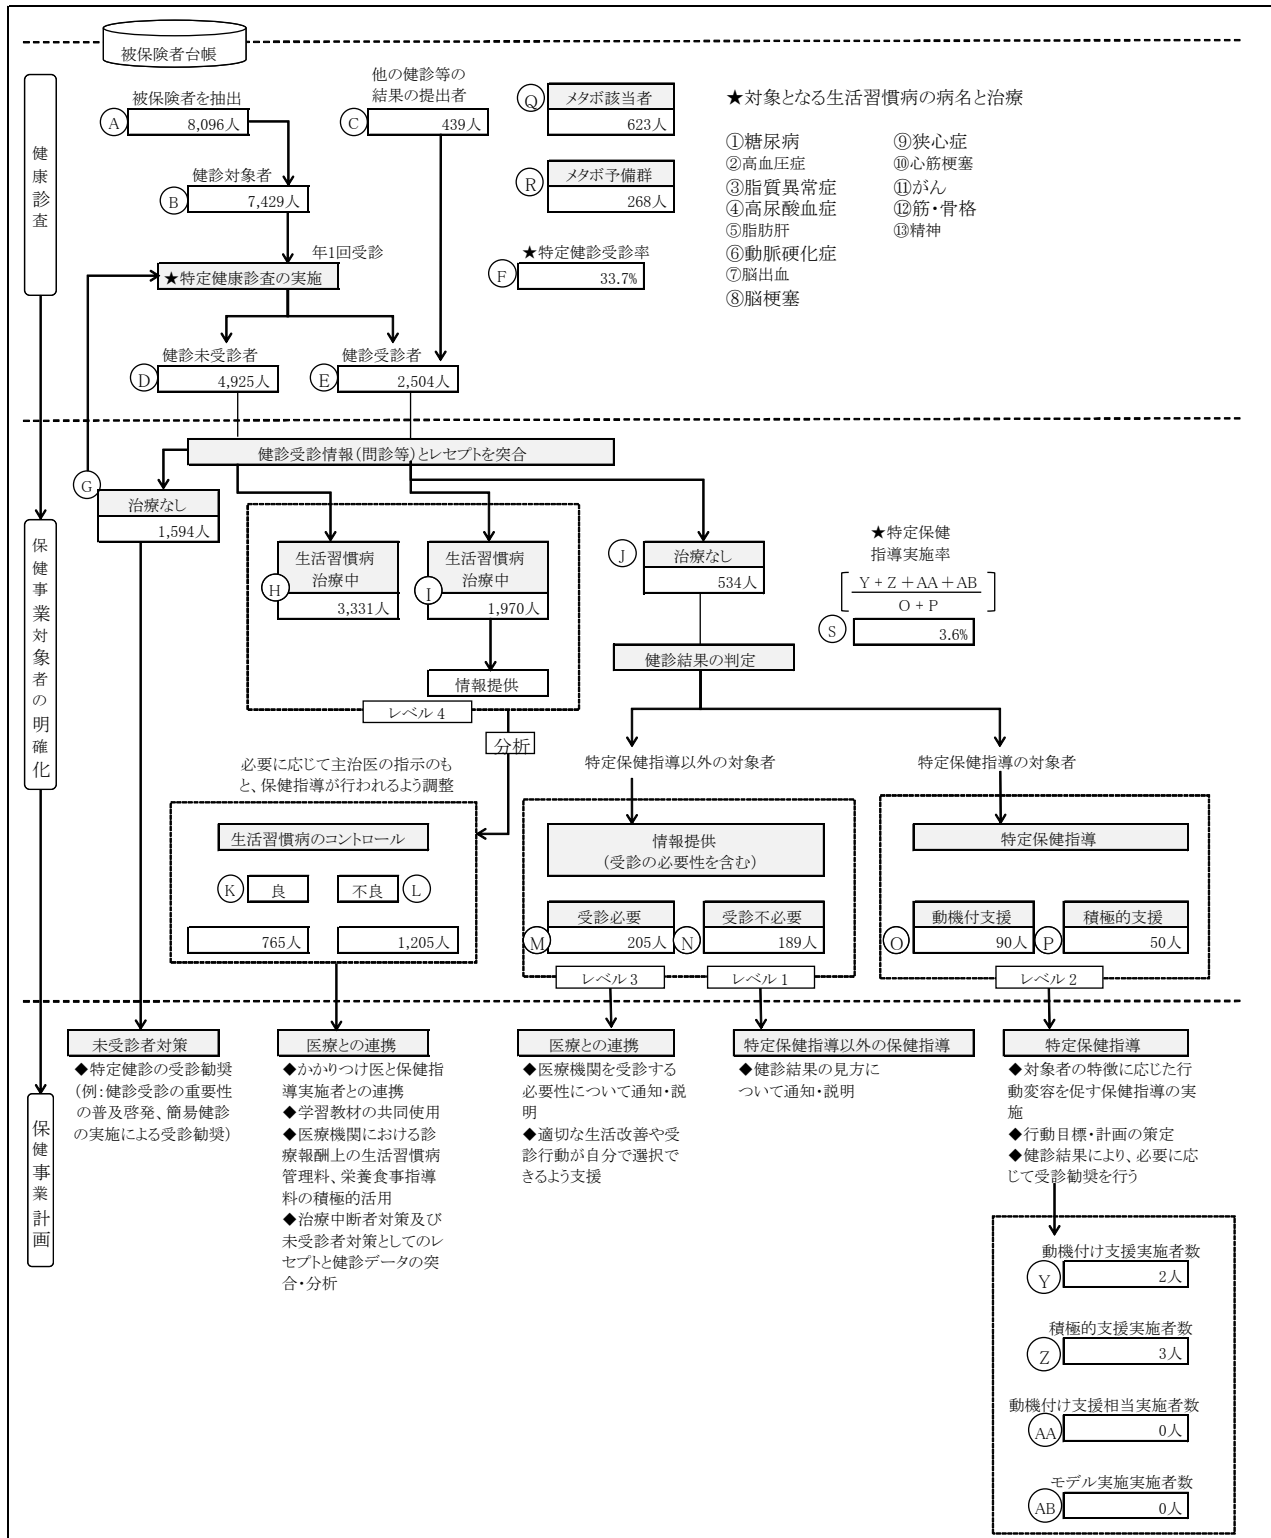 被保険者台帳
健康診査
被保険者を抽出
A
8,096人
他の健診等の
結果の提出者
C
439人
健診対象者
B
7,429人
年1回受診
★特定健康診査の実施
健診未受診者
D
4,925人
健診受診者
E
2,504人
Q
メタボ該当者
623人
R
メタボ予備群
268人
★特定健診受診率
F
33.7%
★対象となる生活習慣病の病名と治療
①糖尿病
②高血圧症
③脂質異常症
④高尿酸血症
⑤脂肪肝
⑥動脈硬化症
⑦脳出血
⑧脳梗塞
⑨狭心症
⑩心筋梗塞
⑪がん
⑫筋・骨格
⑬精神
保健事業対象者の明確化
健診受診情報(問診等)とレセプトを突合
G
治療なし
1,594人
生活習慣病
治療中
H
3,331人
生活習慣病
治療中
I
1,970人
情報提供
レベル4
分析
J
治療なし
534人
健診結果の判定
★特定保健
指導実施率
Y + Z + AA + AB
O + P
S
3.6%
必要に応じて主治医の指示のも
と、保健指導が行われるよう調整
生活習慣病のコントロール
K
良
不良
L
765人
1,205人
特定保健指導以外の対象者
情報提供
(受診の必要性を含む)
受診必要
M
205人
受診不必要
N
189人
レベル3
レベル1
特定保健指導の対象者
特定保健指導
動機付支援
O
90人
積極的支援
P
50人
レベル2
保健事業計画
未受診者対策
◆特定健診の受診勧奨
(例:健診受診の重要性
の普及啓発、簡易健診
の実施による受診勧奨)
医療との連携
◆かかりつけ医と保健指
導実施者との連携
◆学習教材の共同使用
◆医療機関における診
療報酬上の生活習慣病
管理料、栄養食事指導
料の積極的活用
◆治療中断者対策及び
未受診者対策としてのレ
セプトと健診データの突
合・分析
医療との連携
◆医療機関を受診する
必要性について通知・説
明
◆適切な生活改善や受
診行動が自分で選択で
きるよう支援
特定保健指導以外の保健指導
◆健診結果の見方に
ついて通知・説明
特定保健指導
◆対象者の特徴に応じた行
動変容を促す保健指導の実
施
◆行動目標・計画の策定
◆健診結果により、必要に応
じて受診勧奨を行う
動機付け支援実施者数
Y
2人
積極的支援実施者数
Z
3人
動機付け支援相当実施者数
AA
0人
モデル実施実施者数
AB
0人